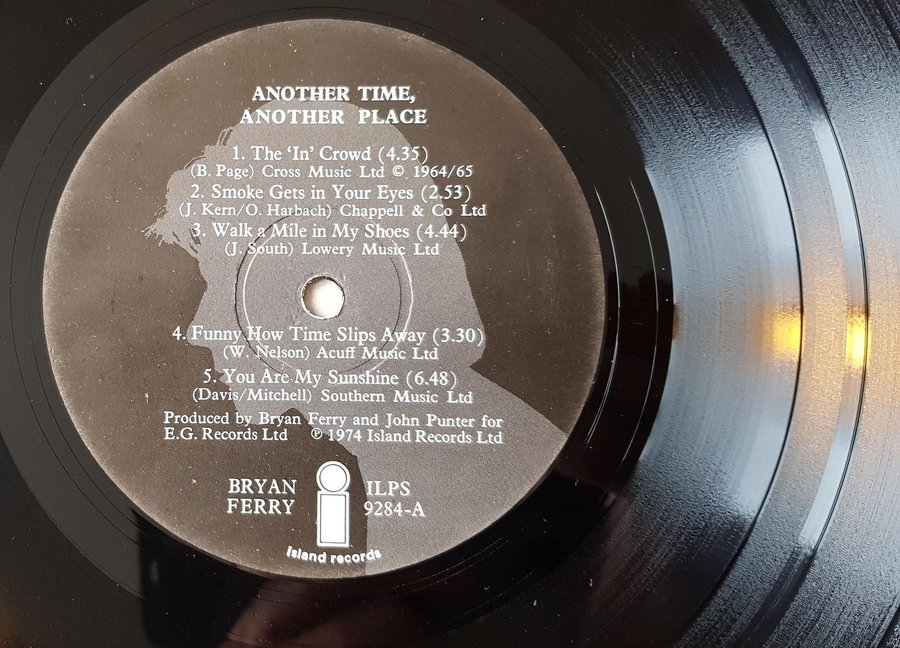 ANOTHER TIME,
ANOTHER PLACE
1. The ‘In’ Crowd (4.35)
(B. Page) Cross Music Ltd © 1964/65
2. Smoke Gets in Your Eyes (2.53)
(J. Kern/O. Harbach) Chappell & Co Ltd
3. Walk a Mile in My Shoes (4.44)
(J. South) Lowery Music Ltd
4. Funny How Time Slips Away (3.30)
(W. Nelson) Acuff Music Ltd
5. You Are My Sunshine (6.48)
(Davis/Mitchell) Southern Music Ltd
Produced by Bryan Ferry and John Punter for
E.G. Records Ltd ℗ 1974 Island Records Ltd
BRYAN FERRY
ILPS 9284-A
island records